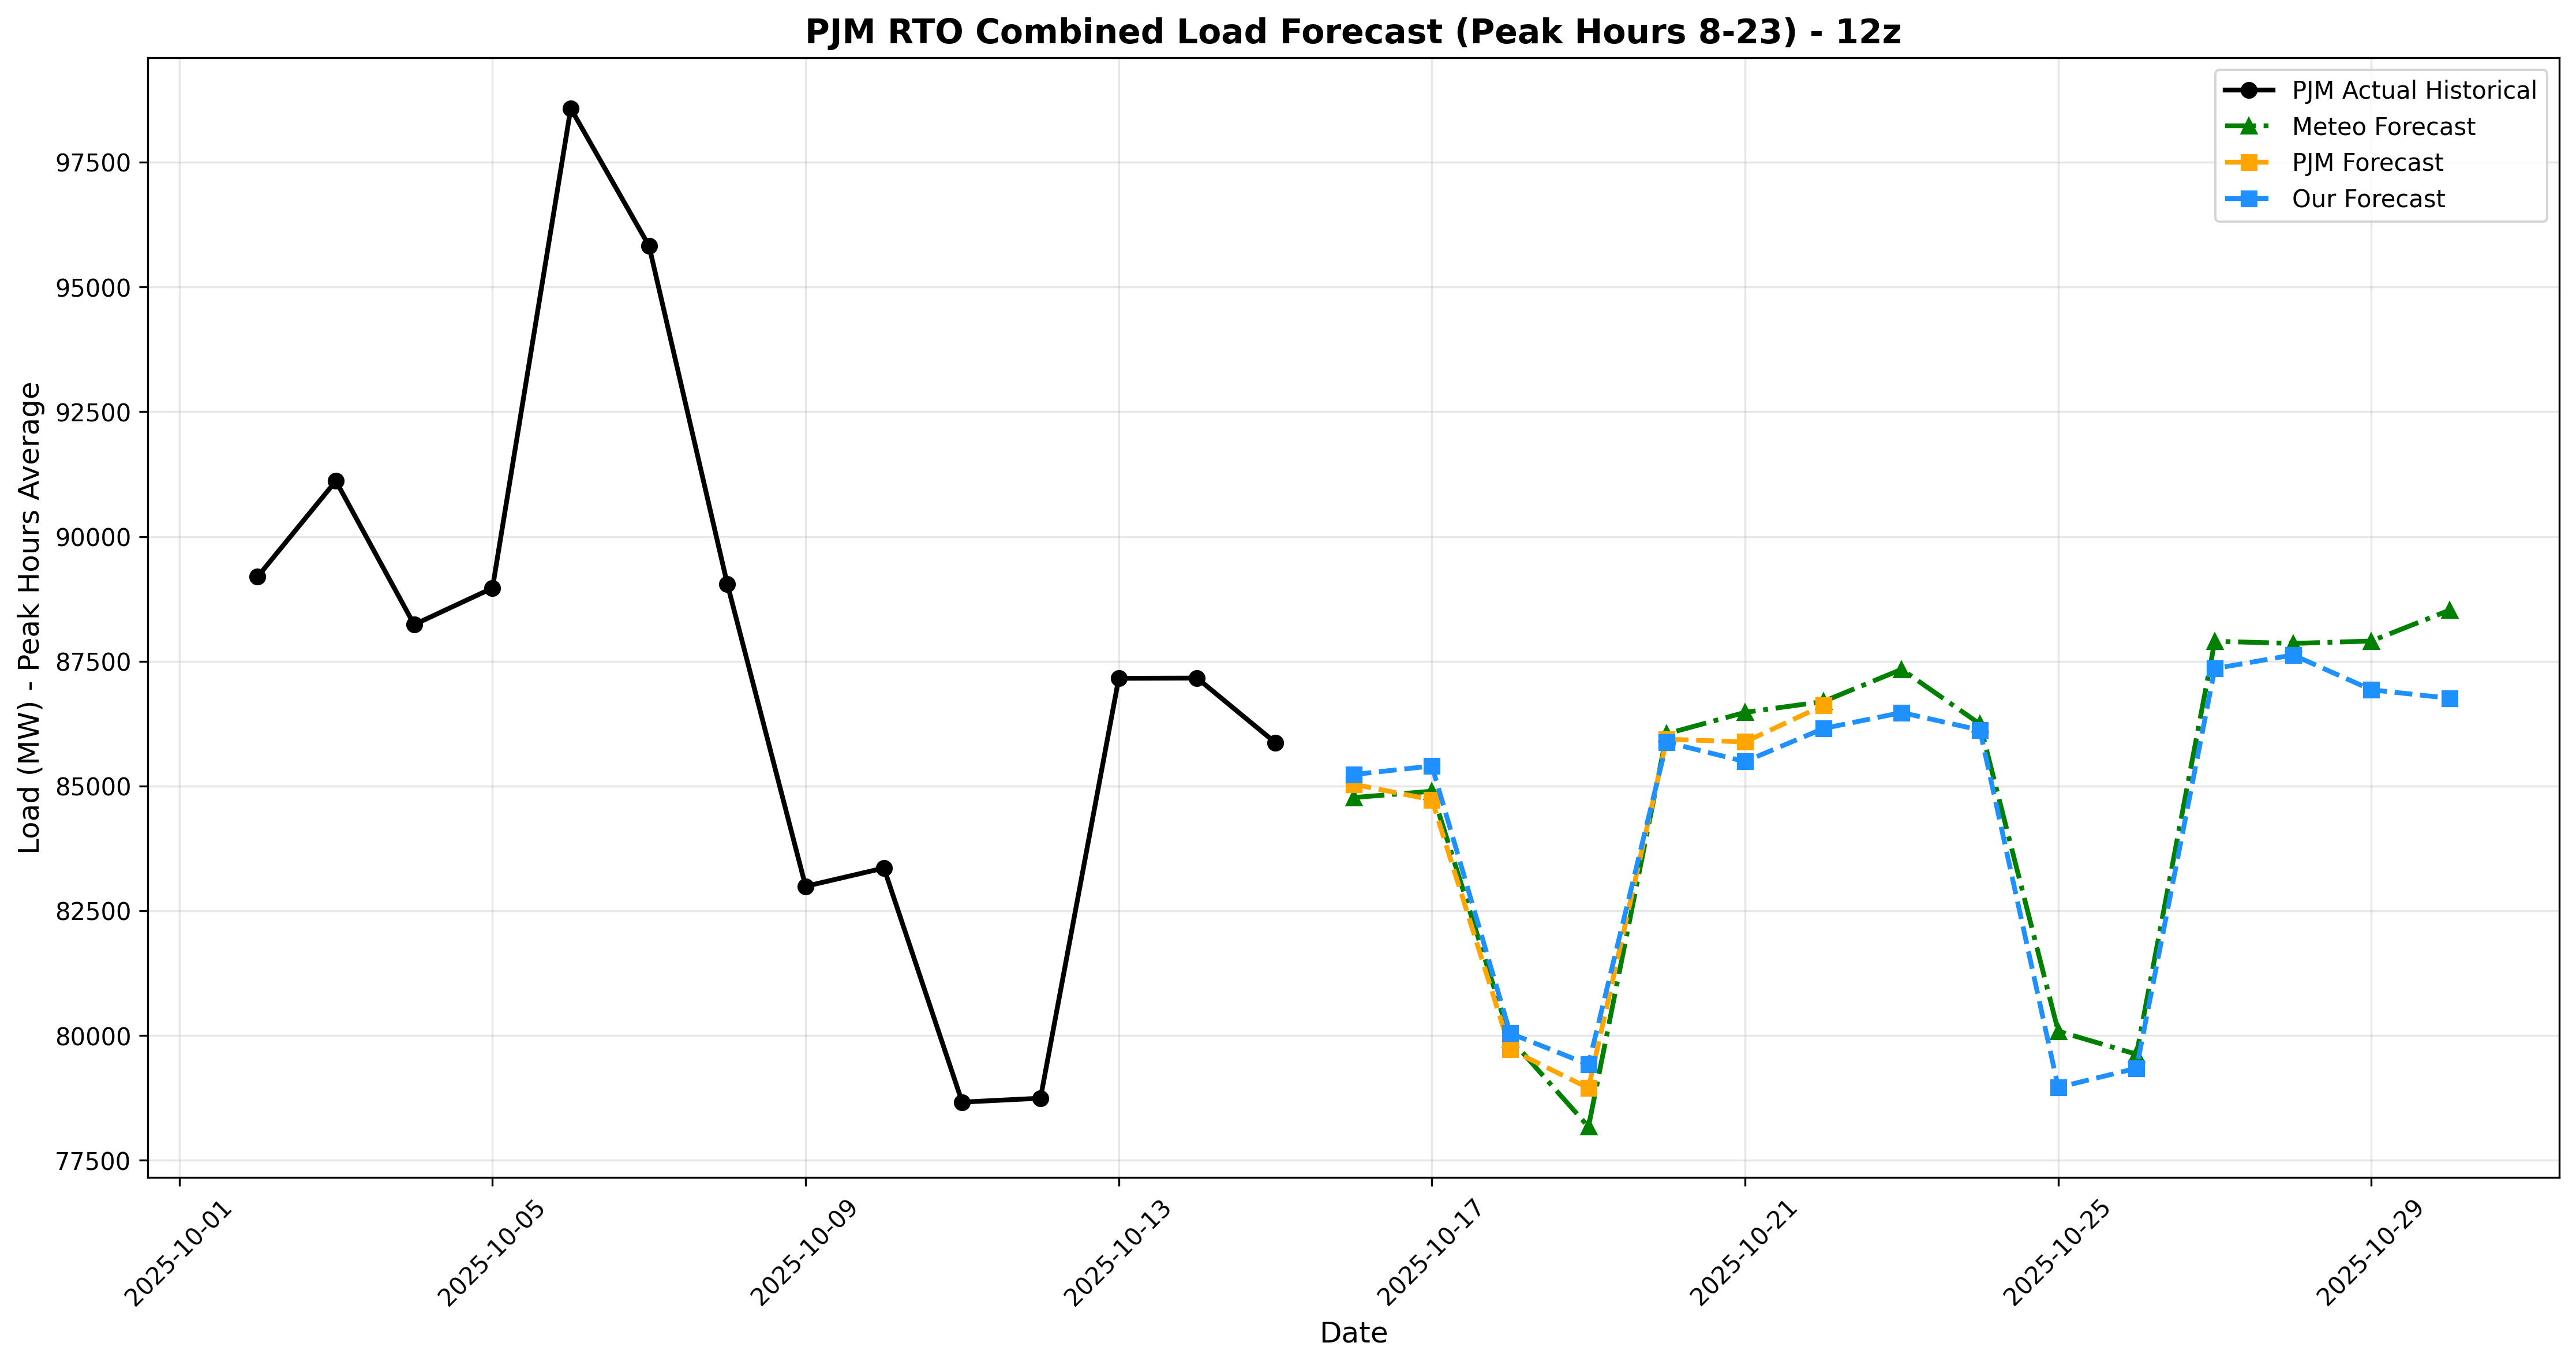 PJM RTO Combined Load Forecast (Peak Hours 8-23) - 12z
PJM Actual Historical
Meteo Forecast
PJM Forecast
Our Forecast
Load (MW) - Peak Hours Average
97500
95000
92500
90000
87500
85000
82500
80000
77500
2025-10-01
2025-10-05
2025-10-09
2025-10-13
2025-10-17
2025-10-21
2025-10-25
2025-10-29
Date